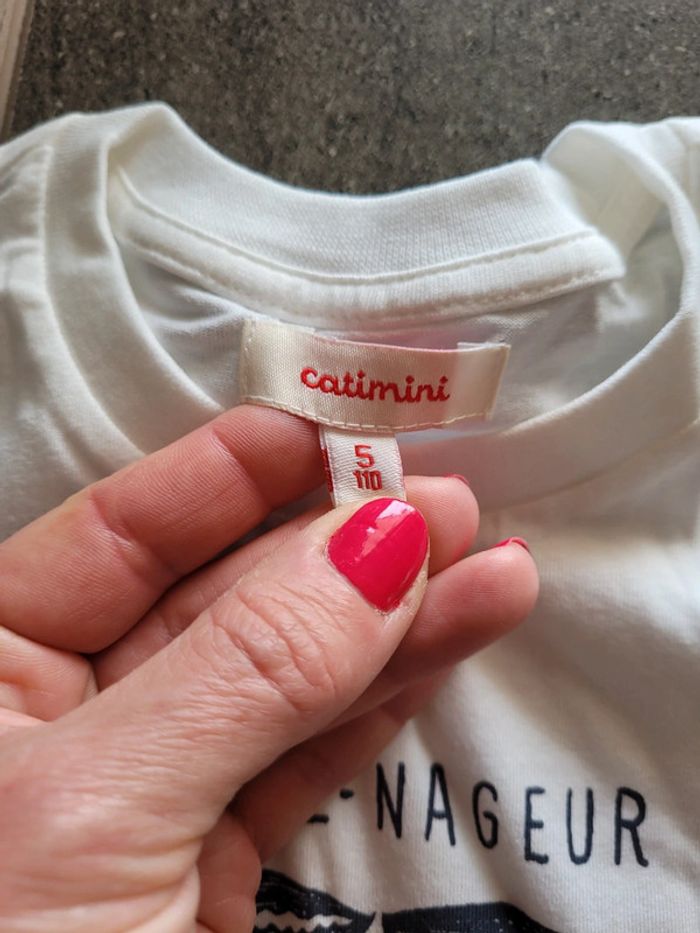 catimini
5
110
-NAGEUR